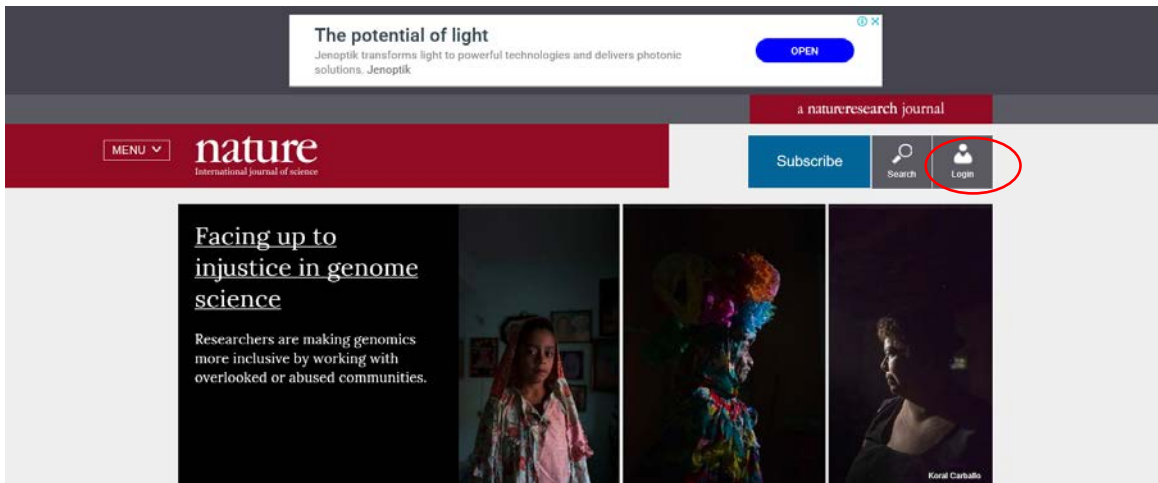 The potential of light
Jenoptik transforms light to powerful technologies and delivers photonic
solutions. Jenoptik
OPEN
a natureresearch journal
MENU
nature
International journal of science
Subscribe
Search
Login
Facing up to
injustice in genome
science
Researchers are making genomics
more inclusive by working with
overlooked or abused communities.
Koral Carballo